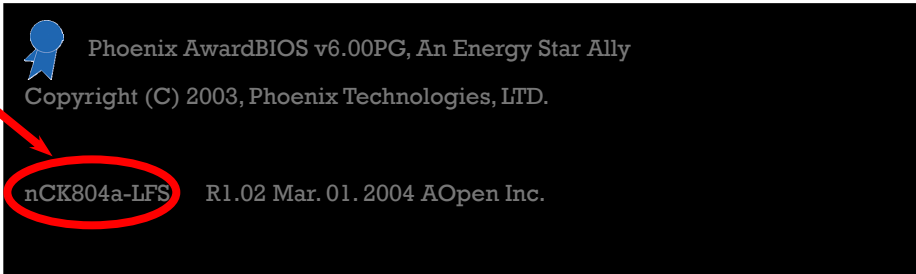 Phoenix AwardBIOS v6.00PG, An Energy Star Ally
Copyright (C) 2003, Phoenix Technologies, LTD.
nCK804a-LFS R1.02 Mar. 01. 2004 AOpen Inc.